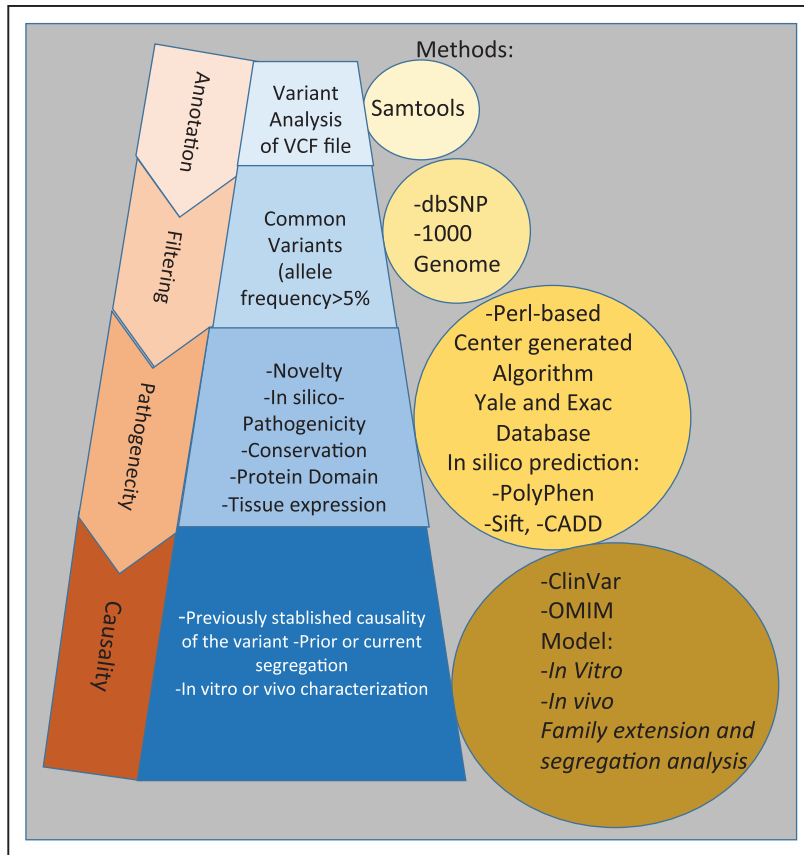 Methods:
Annotation
Variant
Analysis
of VCF file
Samtools
Filtering
Common
Variants
(allele
frequency>5%
-dbSNP
-1000
Genome
Pathogenecity
-Novelty
-In silico-
Pathogenicity
-Conservation
-Protein Domain
-Tissue expression
-Perl-based
Center generated
Algorithm
Yale and Exac
Database
In silico prediction:
-PolyPhen
-Sift, -CADD
Causality
-Previously stablished causality
of the variant -Prior or current
segregation
-In vitro or vivo characterization
-ClinVar
-OMIM
Model:
-In Vitro
-In vivo
Family extension and
segregation analysis